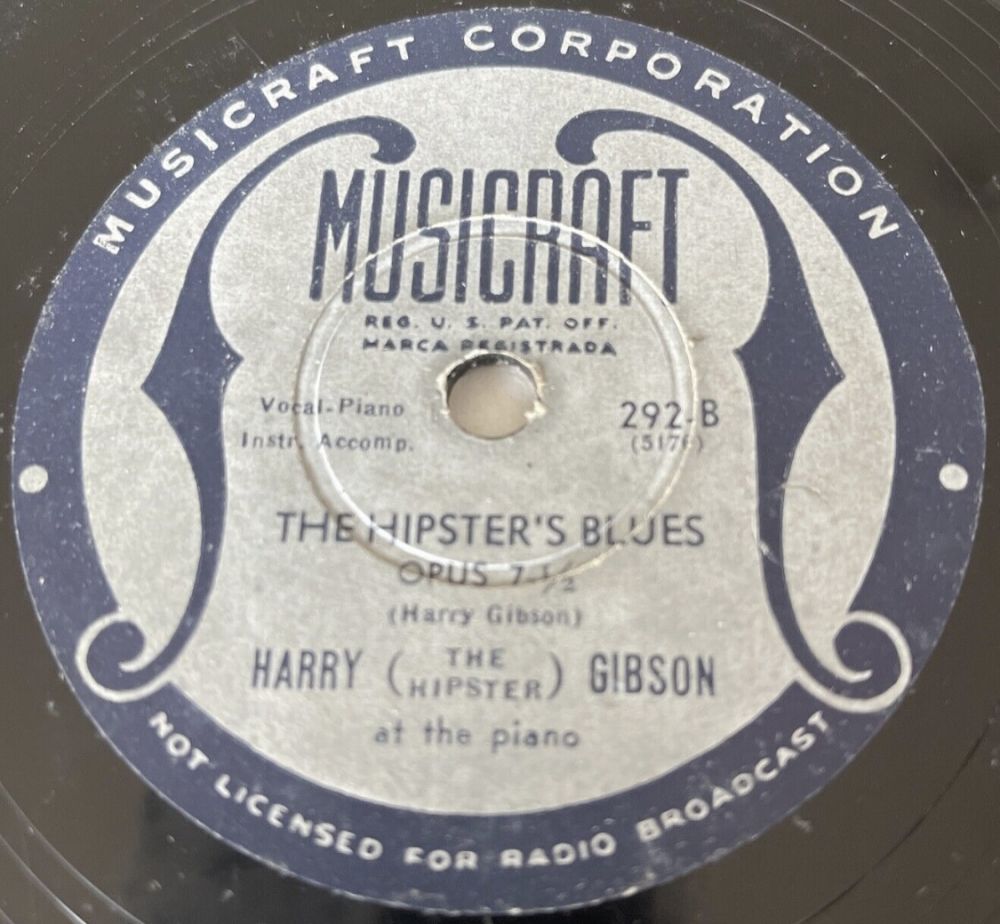 MUSICRAFT CORPORATION
MUSICRAFT
REG. U. S. PAT. OFF.
MARCA REGISTRADA
Vocal-Piano 292-B
Instr. Accomp.
THE HIPSTER'S BLUES
OPUS 7-1/2
(Harry Gibson)
HARRY (THE HIPSTER) GIBSON
at the piano
NOT LICENSED FOR RADIO BROADCAST